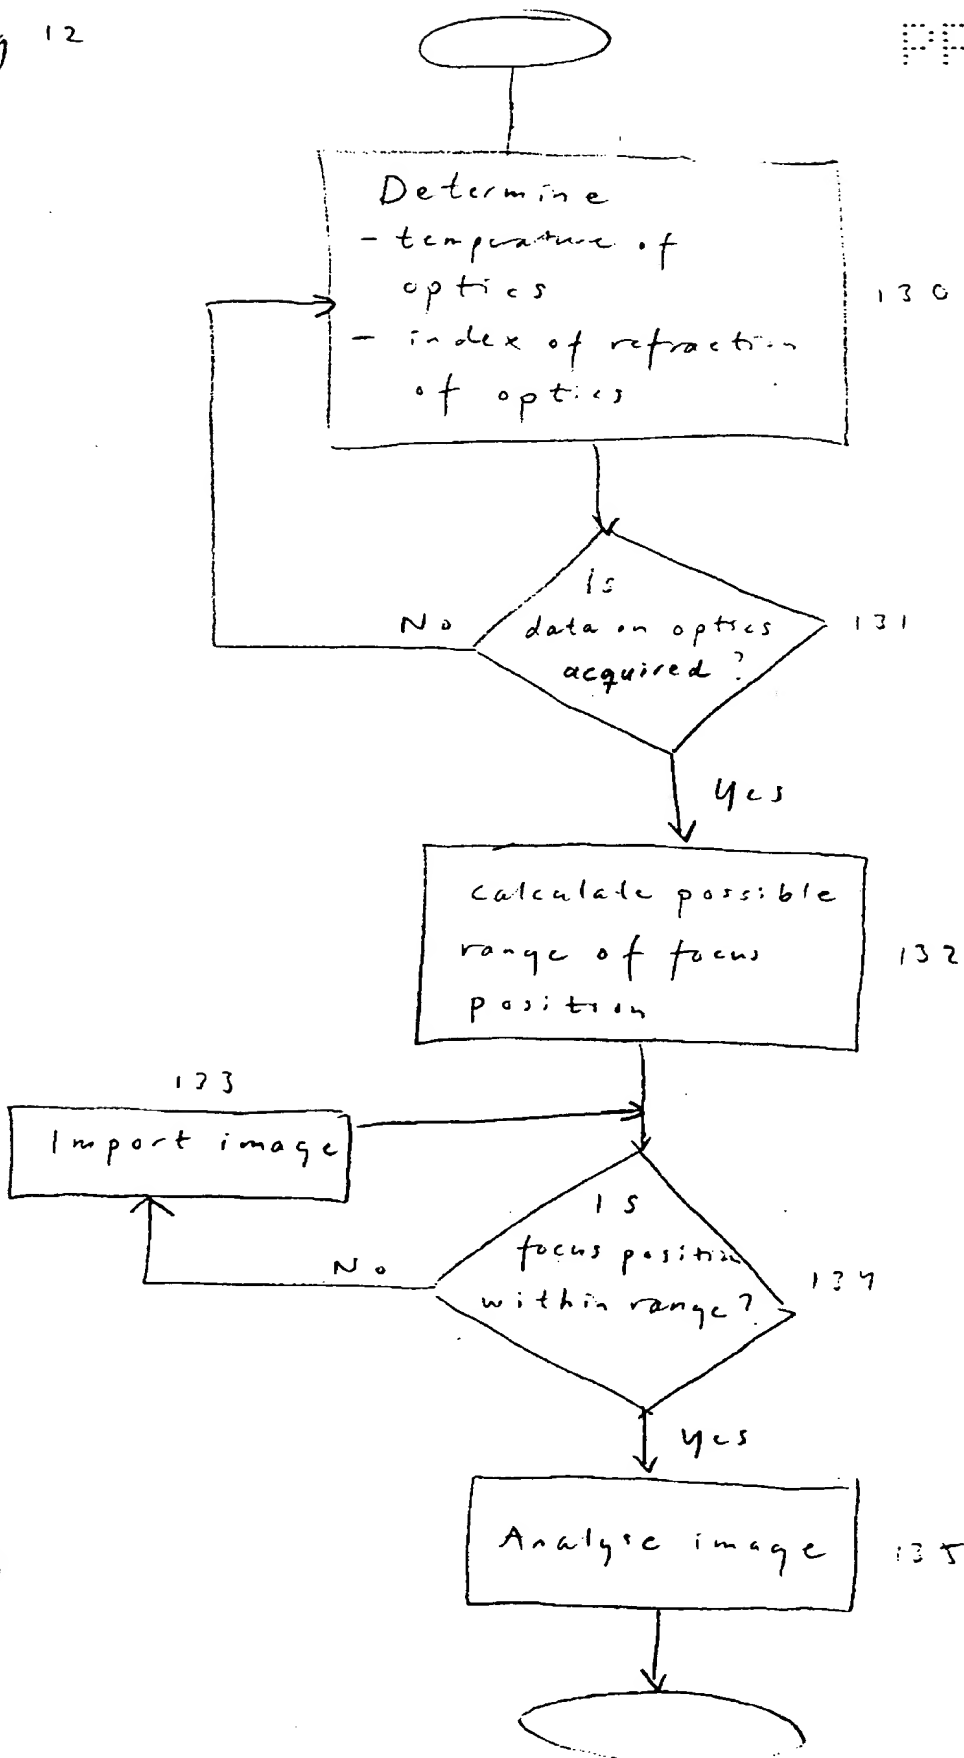 g 12
PP
Determine
- temperature of
optics
- index of refraction
of optics
130
Is
No
data on optics
131
acquired?
Yes
Calculate possible
range of focus
132
position
133
Import image
Is
focus position
No
within range?
134
Yes
Analyse image
135